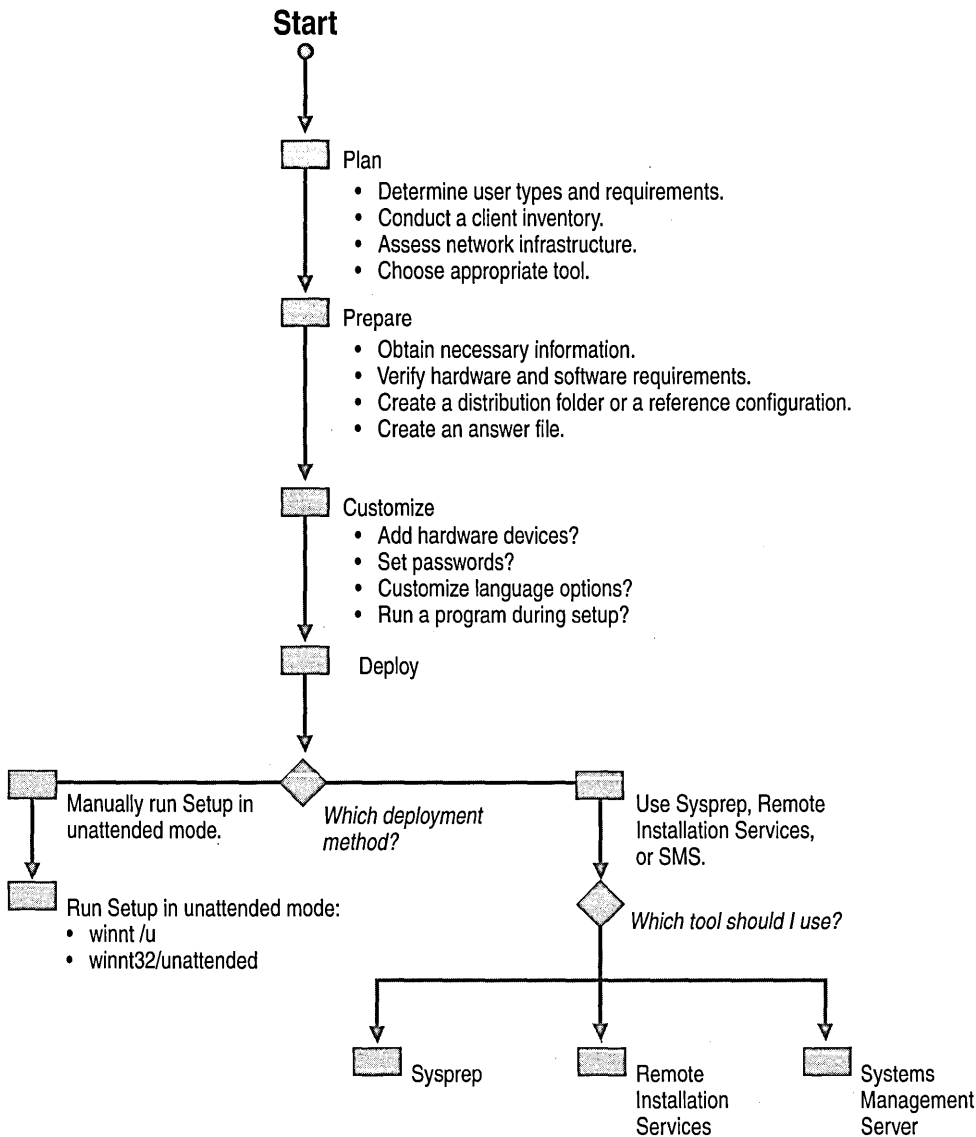 Start
Plan
• Determine user types and requirements.
• Conduct a client inventory.
• Assess network infrastructure.
• Choose appropriate tool.
Prepare
• Obtain necessary information.
• Verify hardware and software requirements.
• Create a distribution folder or a reference configuration.
• Create an answer file.
Customize
• Add hardware devices?
• Set passwords?
• Customize language options?
• Run a program during setup?
Deploy
Manually run Setup in
unattended mode.
Which deployment
method?
Use Sysprep, Remote
Installation Services,
or SMS.
Run Setup in unattended mode:
• winnt /u
• winnt32/unattended
Which tool should I use?
Sysprep
Remote
Installation
Services
Systems
Management
Server